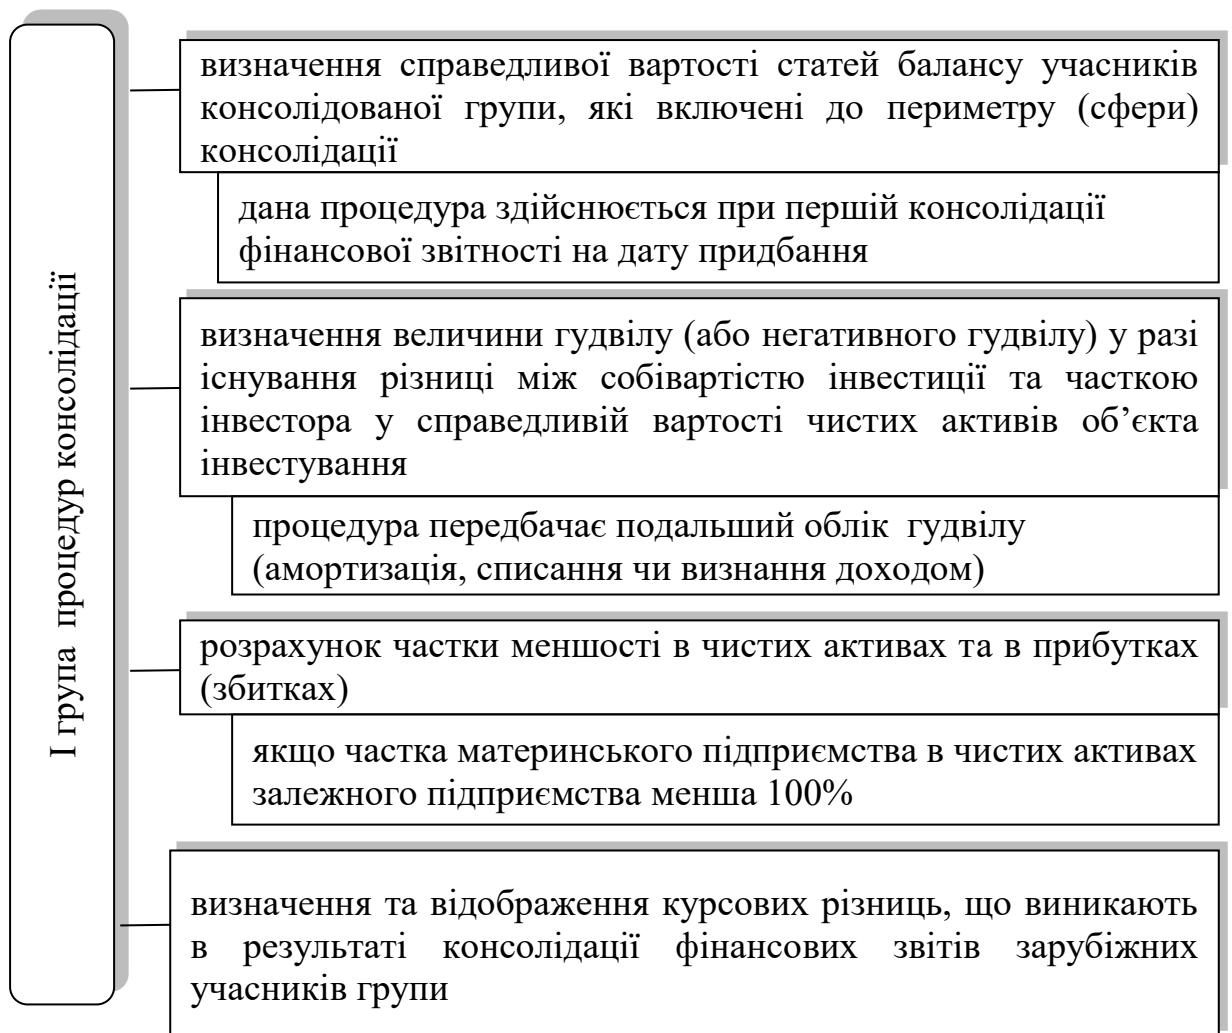 І група процедур консолідації
визначення справедливої вартості статей балансу учасників
консолідованої групи, які включені до периметру (сфери)
консолідації
дана процедура здійснюється при першій консолідації
фінансової звітності на дату придбання
визначення величини гудвілу (або негативного гудвілу) у разі
існування різниці між собівартістю інвестиції та часткою
інвестора у справедливій вартості чистих активів об’єкта
інвестування
процедура передбачає подальший облік гудвілу
(амортизація, списання чи визнання доходом)
розрахунок частки меншості в чистих активах та в прибутках
(збитках)
якщо частка материнського підприємства в чистих активах
залежного підприємства менша 100%
визначення та відображення курсових різниць, що виникають
в результаті консолідації фінансових звітів зарубіжних
учасників групи